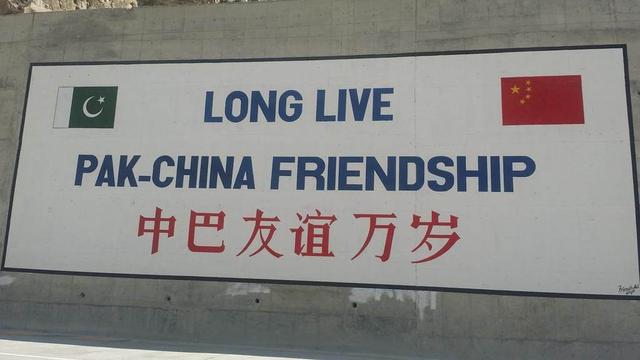 LONG LIVE
PAK-CHINA FRIENDSHIP
中巴友谊万岁